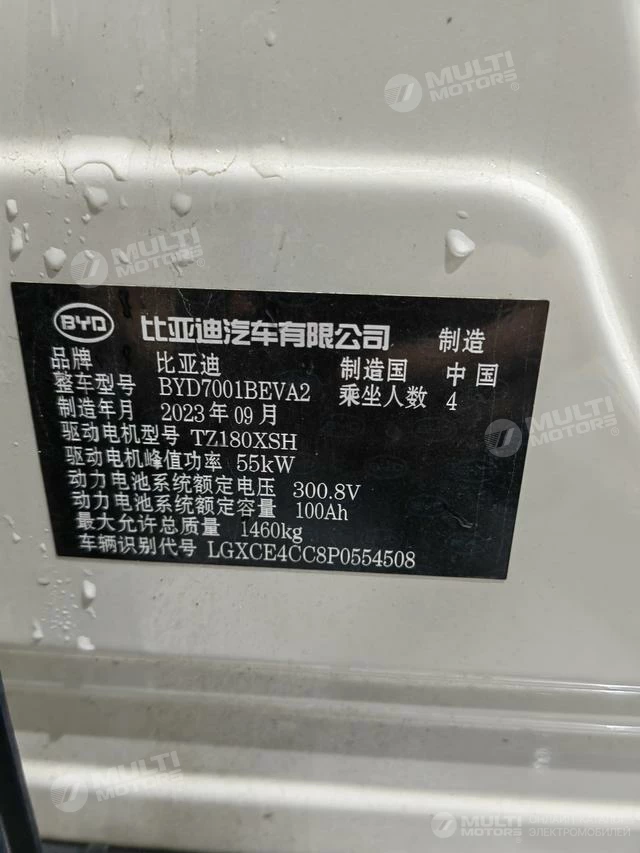 MULTI
MOTORS®
MULTI
MOTORS®
BYD 比亚迪汽车有限公司 制造
品牌 比亚迪 制造国 中国
整车型号 BYD7001BEVA2 乘坐人数 4
制造年月 2023年09月
驱动电机型号 TZ180XSH
驱动电机峰值功率 55kW
动力电池系统额定电压 300.8V
动力电池系统额定容量 100Ah
最大允许总质量 1460kg
车辆识别代号 LGXCE4CC8P0554508
MULTI
MOTORS
MULTI
MOTORS
MULTI
MOTORS
ОНЛАЙН-КАТАЛОГ
ЭЛЕКТРОМОБИЛЕЙ